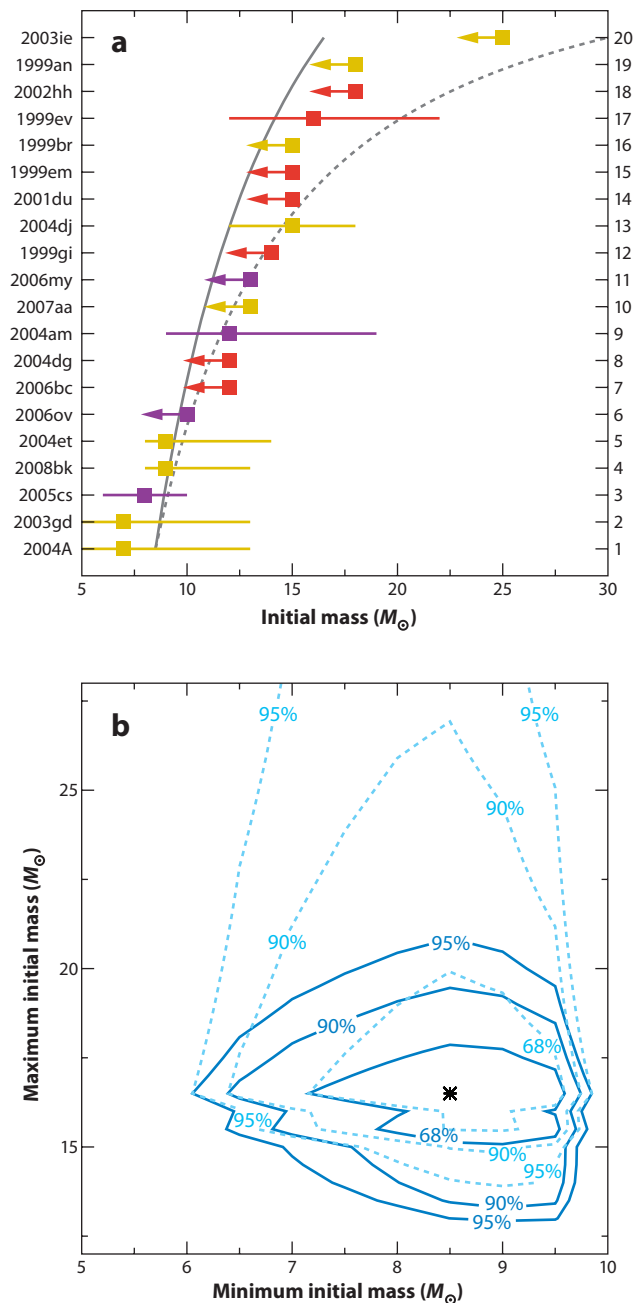 a
2003ie 20
1999an 19
2002hh 18
1999ev 17
1999br 16
1999em 15
2001du 14
2004dj 13
1999gi 12
2006my 11
2007aa 10
2004am 9
2004dg 8
2006bc 7
2006ov 6
2004et 5
2008bk 4
2005cs 3
2003gd 2
2004A 1
5 10 15 20 25 30
Initial mass (M⊙)
b
95% 95%
90%
90%
95%
90%
68%
95%
68%
90%
95%
90%
95%
25
20
15
Maximum initial mass (M⊙)
5 6 7 8 9 10
Minimum initial mass (M⊙)